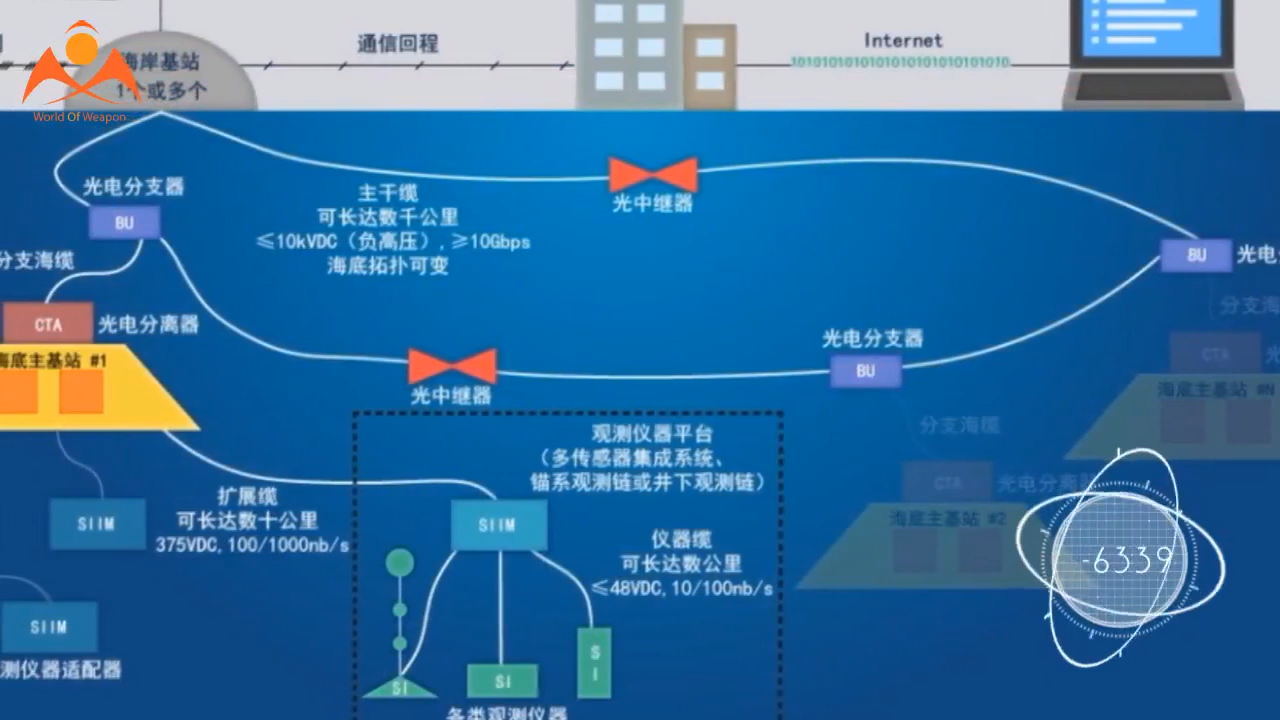 通信回程
Internet
海岸基站
1个或多个
101010101010101010101010101010
World Of Weapon
光电分支器
BU
主干缆
可长达数千公里
≤10kVDC（负高压）,≥10Gbps
海底拓扑可变
光中继器
BU
光电
分支海缆
分支海
CTA
光电分离器
光电分支器
BU
CTA
海底主基站 #1
海底主基站 #N
光中继器
分支海缆
观测仪器平台
（多传感器集成系统、
锚系观测链或井下观测链）
CTA
光电分离器
扩展缆
可长达数十公里
375VDC,100/1000nb/s
SIIM
SIIM
海底主基站 #2
仪器缆
可长达数公里
≤48VDC,10/100nb/s
-6339
SIIM
测仪器适配器
SI
SI
SI
各类观测仪器